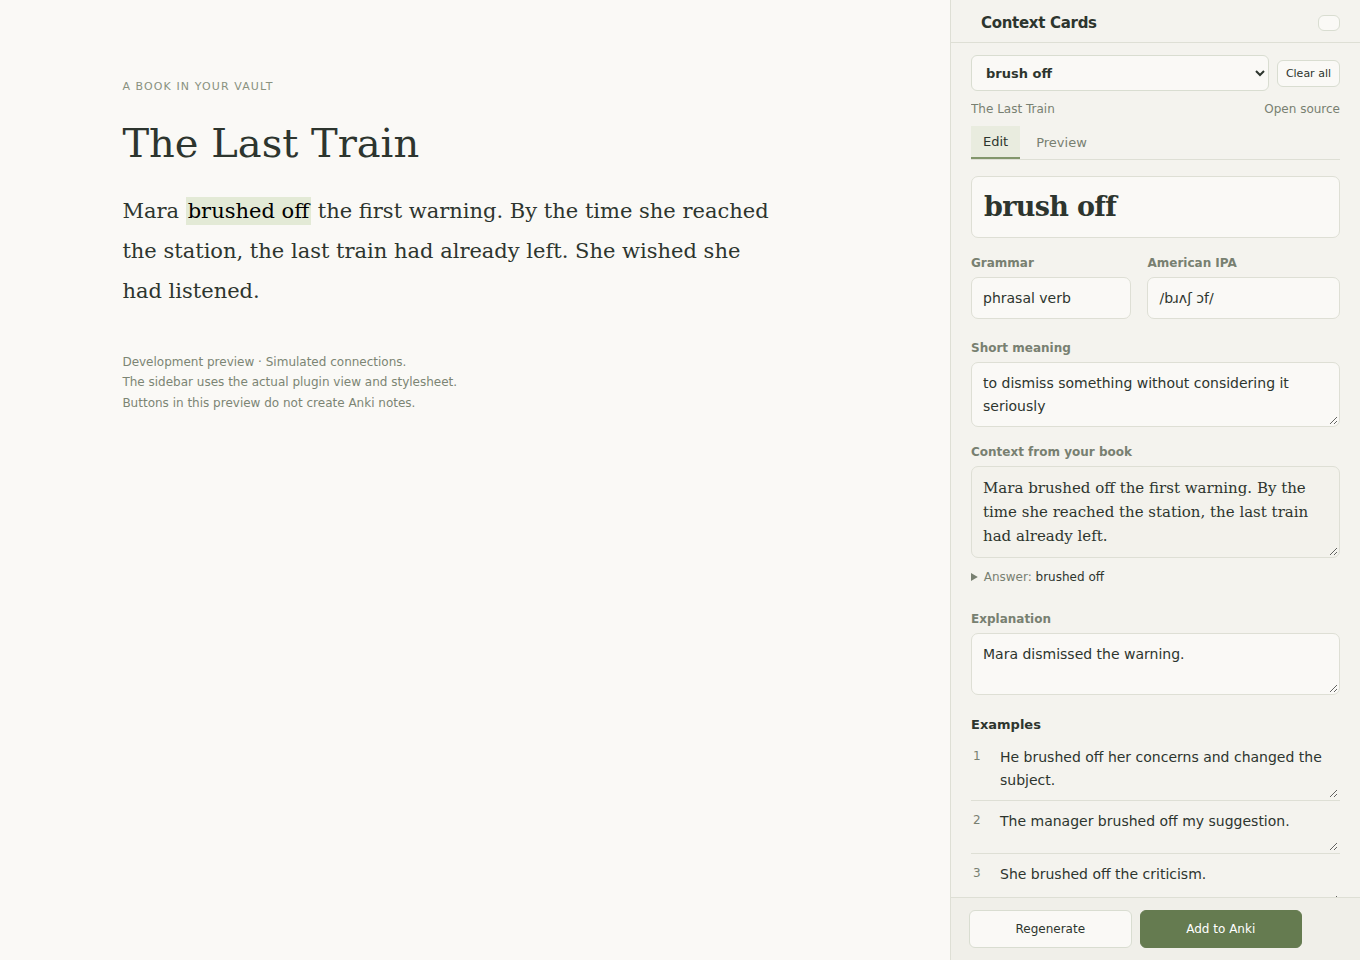 A BOOK IN YOUR VAULT
The Last Train
Mara brushed off the first warning. By the time she reached
the station, the last train had already left. She wished she
had listened.
Development preview · Simulated connections.
The sidebar uses the actual plugin view and stylesheet.
Buttons in this preview do not create Anki notes.
Context Cards
brush off
Clear all
The Last Train
Open source
Edit
Preview
brush off
Grammar
American IPA
phrasal verb
/bɹʌʃ ɔf/
Short meaning
to dismiss something without considering it
seriously
Context from your book
Mara brushed off the first warning. By the
time she reached the station, the last train
had already left.
Answer: brushed off
Explanation
Mara dismissed the warning.
Examples
1 He brushed off her concerns and changed the
subject.
2 The manager brushed off my suggestion.
3 She brushed off the criticism.
Regenerate
Add to Anki